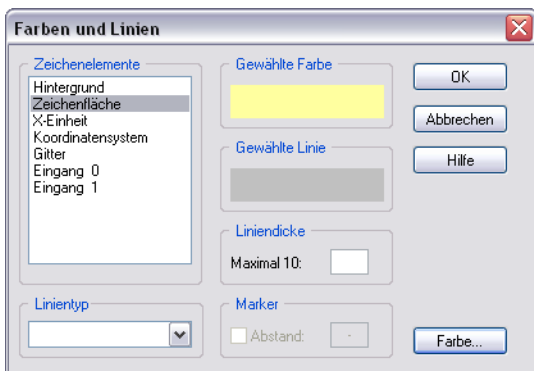 Farben und Linien
Zeichenelemente
Hintergrund
Zeichenfläche
X-Einheit
Koordinatensystem
Gitter
Eingang 0
Eingang 1
Linientyp
Gewählte Farbe
Gewählte Linie
Liniendicke
Maximal 10:
Marker
Abstand: -
OK
Abbrechen
Hilfe
Farbe...